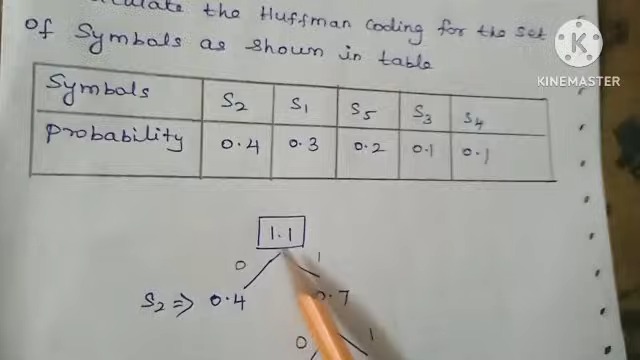 the Huffman coding for the set
of Symbols as shown in table
KINEMASTER
Symbols S2 S1 S5 S3 S4
probability 0.4 0.3 0.2 0.1 0.1
1.1
0 1
S2 => 0.4 0.7
0 1